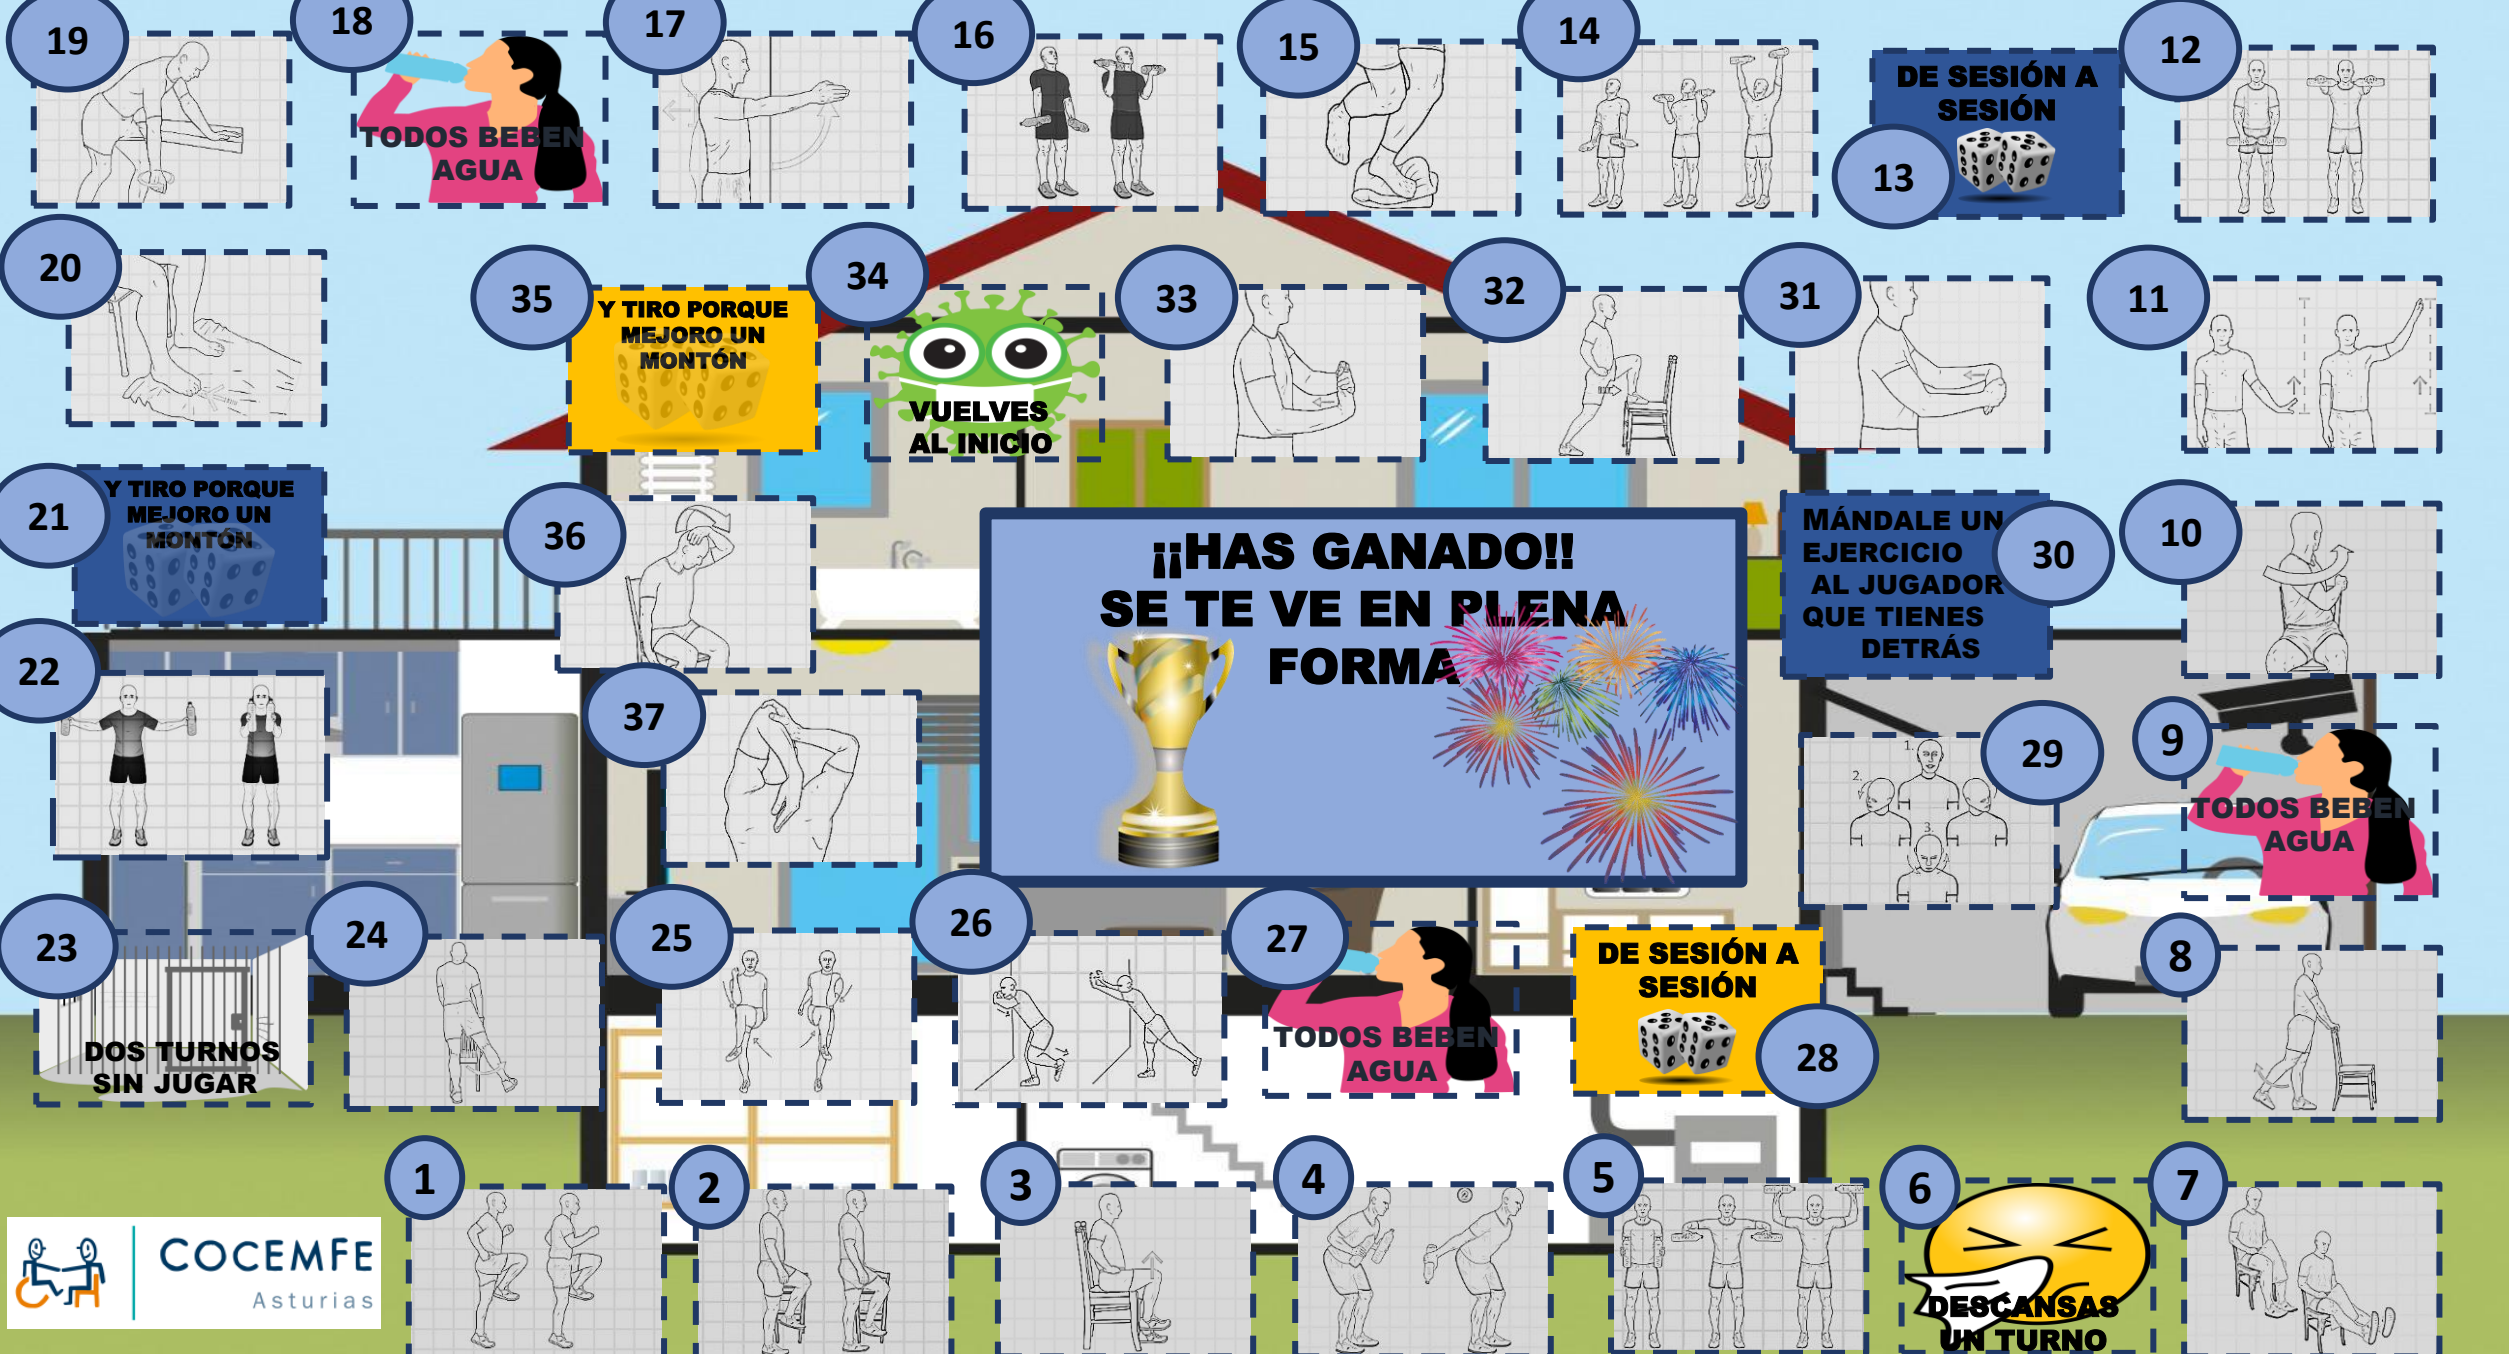 19
18
TODOS BEBEN
AGUA
17
16
15
14
DE SESIÓN A
SESIÓN
13
12
20
35
Y TIRO PORQUE
MEJORO UN
MONTÓN
34
VUELVES
AL INICIO
33
32
31
11
21
Y TIRO PORQUE
MEJORO UN
MONTÓN
36
¡¡HAS GANADO!!
SE TE VE EN PLENA
FORMA
MÁNDALE UN
EJERCICIO
AL JUGADOR
QUE TIENES
DETRÁS
30
10
22
37
29
1.
2.
3.
9
TODOS BEBEN
AGUA
23
DOS TURNOS
SIN JUGAR
24
25
26
27
TODOS BEBEN
AGUA
DE SESIÓN A
SESIÓN
28
8
1
2
3
4
5
6
DESCANSAS
UN TURNO
7
COCEMFE
Asturias